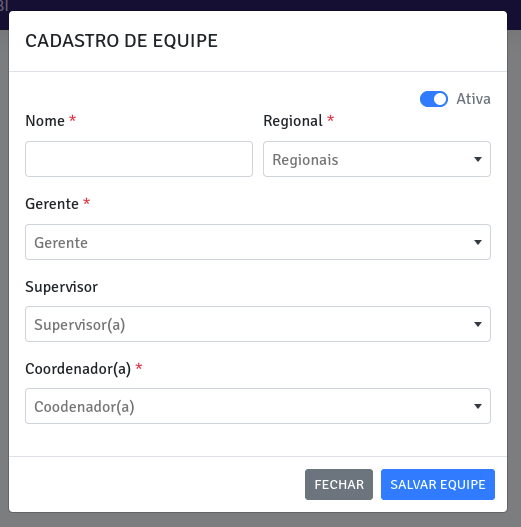 CADASTRO DE EQUIPE
Ativa
Nome * Regional *
Regionais
Gerente *
Gerente
Supervisor
Supervisor(a)
Coordenador(a) *
Coodenador(a)
FECHAR SALVAR EQUIPE